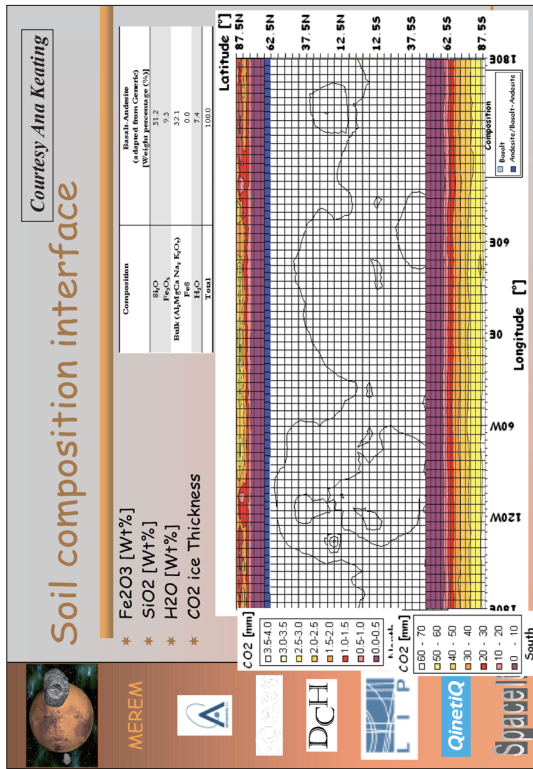 Courtesy Ana Keating
Soil composition interface
Fe2O3 [Wt%]
SiO2 [Wt%]
H2O [Wt%]
CO2 ice Thickness
Composition
Basalt-Andesite
(adapted from Generic)
[Weight percentage (%)]
Si2O 51.2
Fe2O3 9.3
Bulk (Al2MgCa Na2 K2O3) 32.1
FeS 0.0
H2O 7.4
Total 100.0
Latitude [°]
87.5N
62.5N
37.5N
12.5N
12.5S
37.5S
62.5S
87.5S
180W
120W
60W
0E
60E
180E
Longitude [°]
Composition
Basalt
Andesite/Basalt-Andesite
CO2 [mm]
3.5-4.0
3.0-3.5
2.5-3.0
2.0-2.5
1.5-2.0
1.0-1.5
0.5-1.0
0.0-0.5
CO2 [mm]
60 - 70
50 - 60
40 - 50
30 - 40
20 - 30
10 - 20
0 - 10
South
MEREM
DCH
LIP
QinetiQ